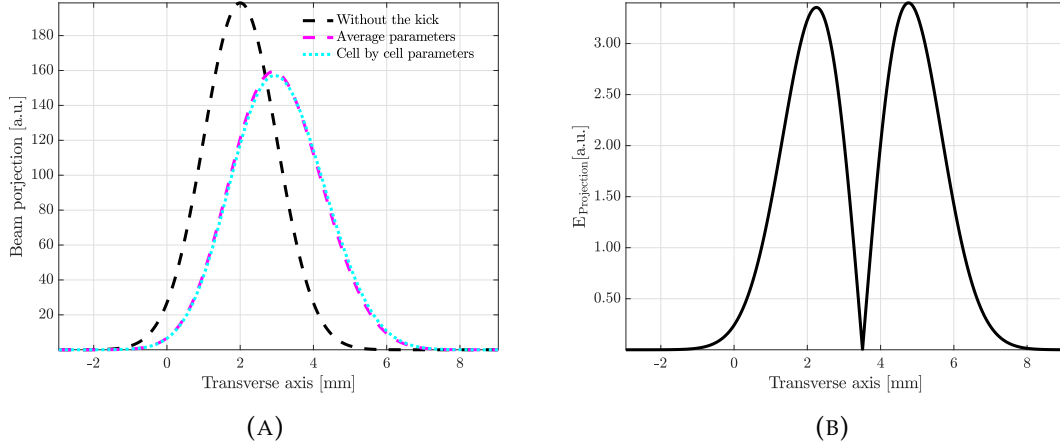 180
160
140
120
100
80
60
40
20
Beam porjection [a.u.]
Without the kick
Average parameters
Cell by cell parameters
-2 0 2 4 6 8
Transverse axis [mm]
(A)
3.00
2.50
2.00
1.50
1.00
0.50
E_Projection[a.u.]
-2 0 2 4 6 8
Transverse axis [mm]
(B)